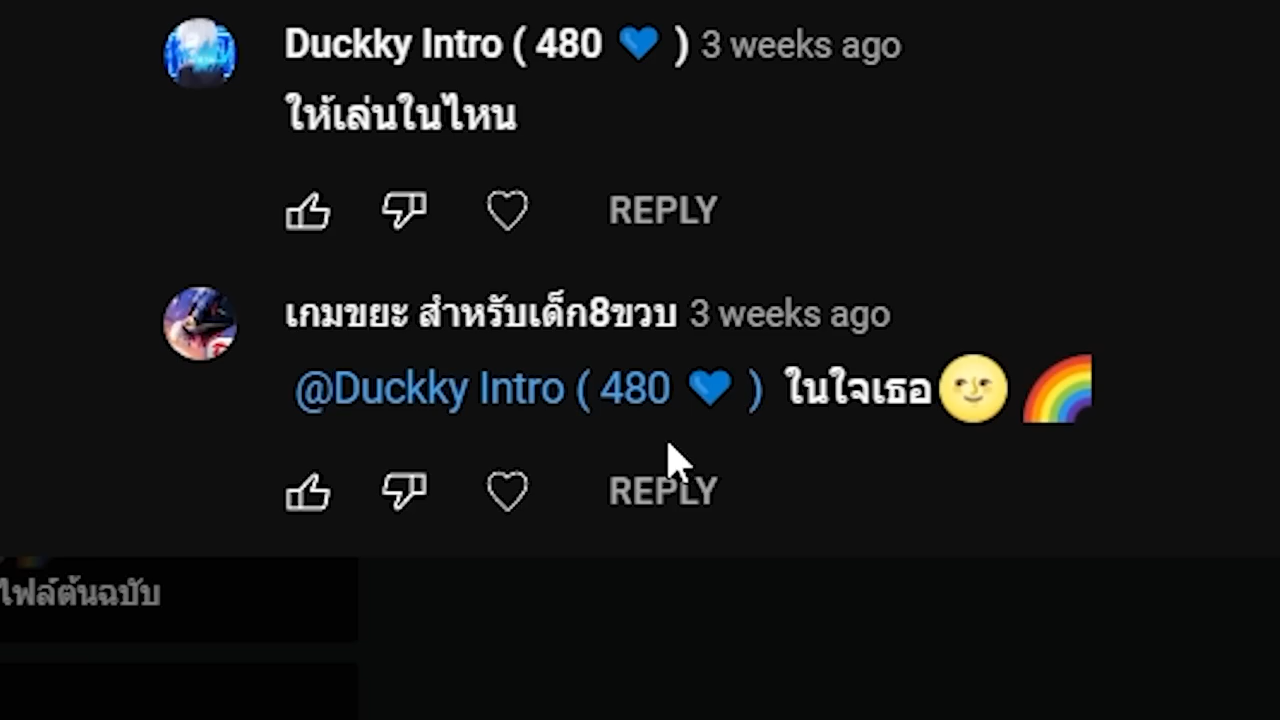 Duckky Intro ( 480 💙 ) 3 weeks ago
ให้เล่นในไหน
REPLY
เกมขยะ สำหรับเด็ก8ขวบ 3 weeks ago
@Duckky Intro ( 480 💙 ) ในใจเธอ🌝 🌈
REPLY
ไฟล์ต้นฉบับ